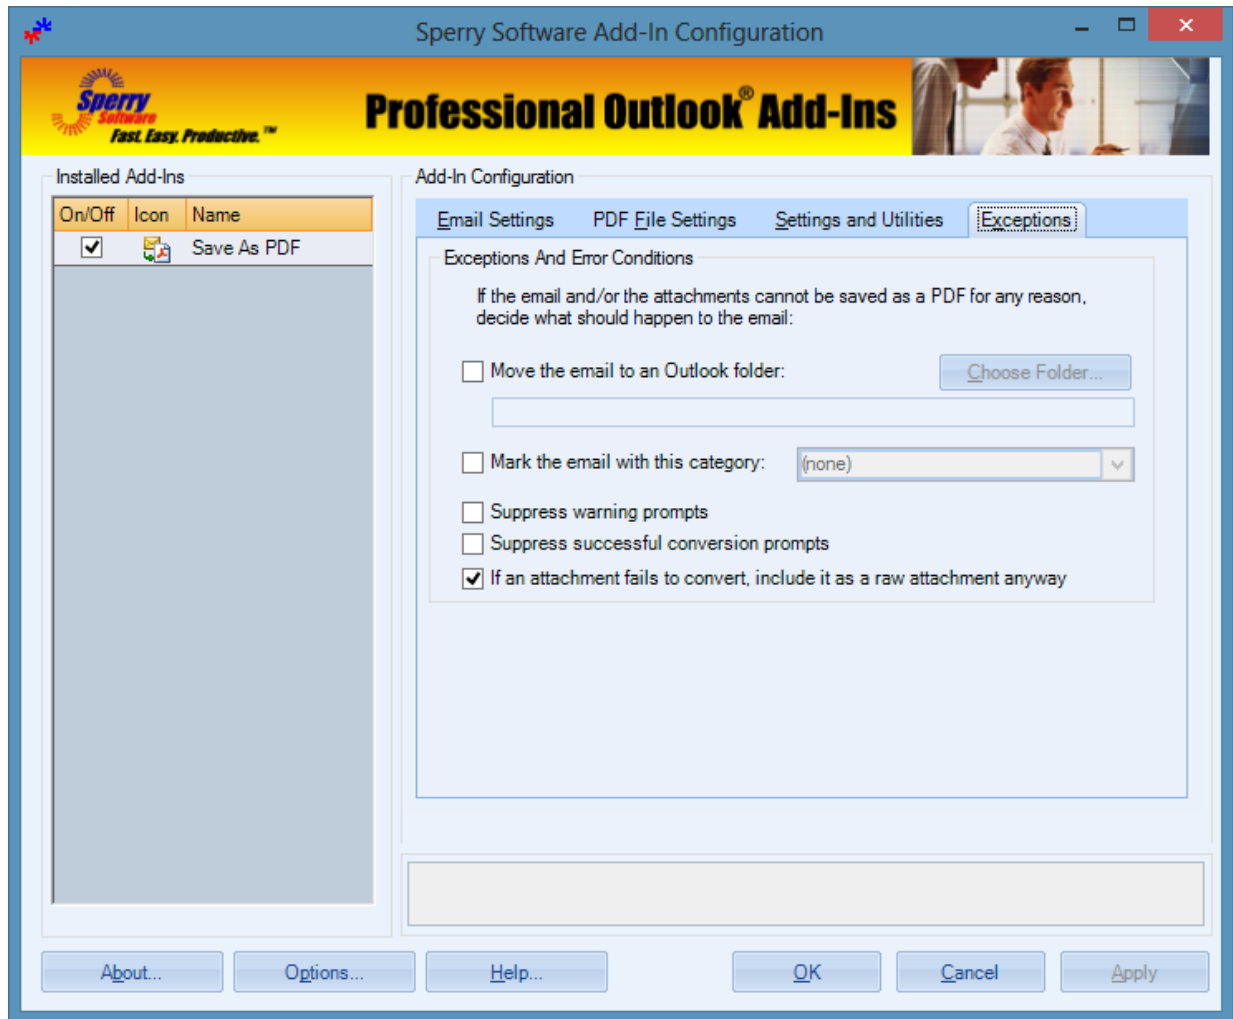 Sperry Software Add-In Configuration
Sperry
Software
Fast. Easy. Productive.™
Professional Outlook® Add-Ins
Installed Add-Ins
On/Off Icon Name
Save As PDF
Add-In Configuration
Email Settings PDF File Settings Settings and Utilities Exceptions
Exceptions And Error Conditions
If the email and/or the attachments cannot be saved as a PDF for any reason,
decide what should happen to the email:
Move the email to an Outlook folder: Choose Folder...
Mark the email with this category: (none)
Suppress warning prompts
Suppress successful conversion prompts
If an attachment fails to convert, include it as a raw attachment anyway
About... Options... Help... OK Cancel Apply